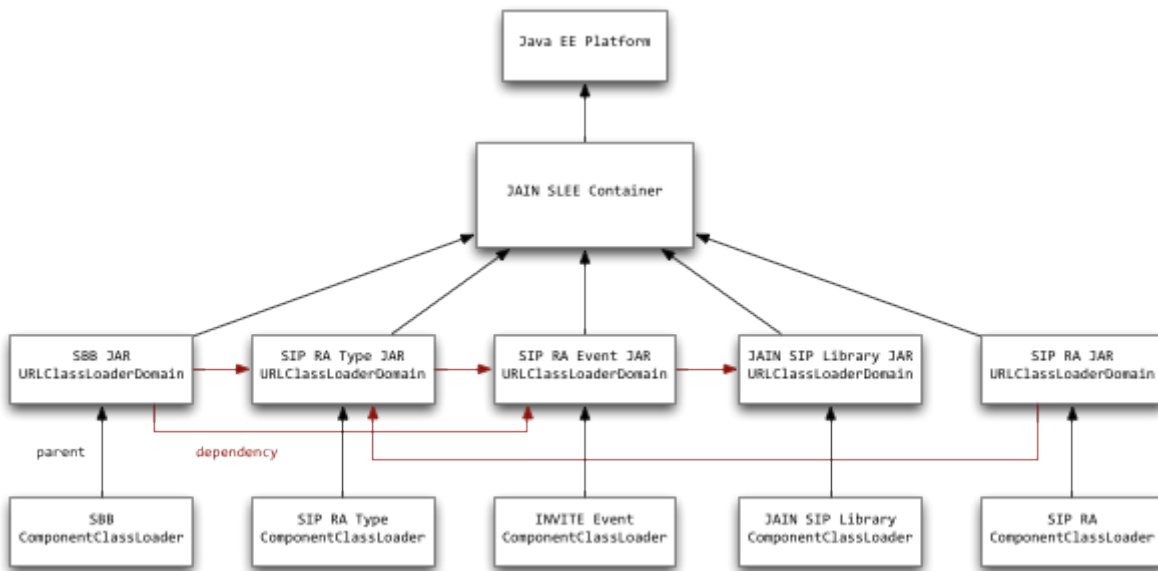 Java EE Platform
JAIN SLEE Container
SBB JAR
URLClassLoaderDomain
SIP RA Type JAR
URLClassLoaderDomain
SIP RA Event JAR
URLClassLoaderDomain
JAIN SIP Library JAR
URLClassLoaderDomain
SIP RA JAR
URLClassLoaderDomain
parent
dependency
SBB
ComponentClassLoader
SIP RA Type
ComponentClassLoader
INVITE Event
ComponentClassLoader
JAIN SIP Library
ComponentClassLoader
SIP RA
ComponentClassLoader